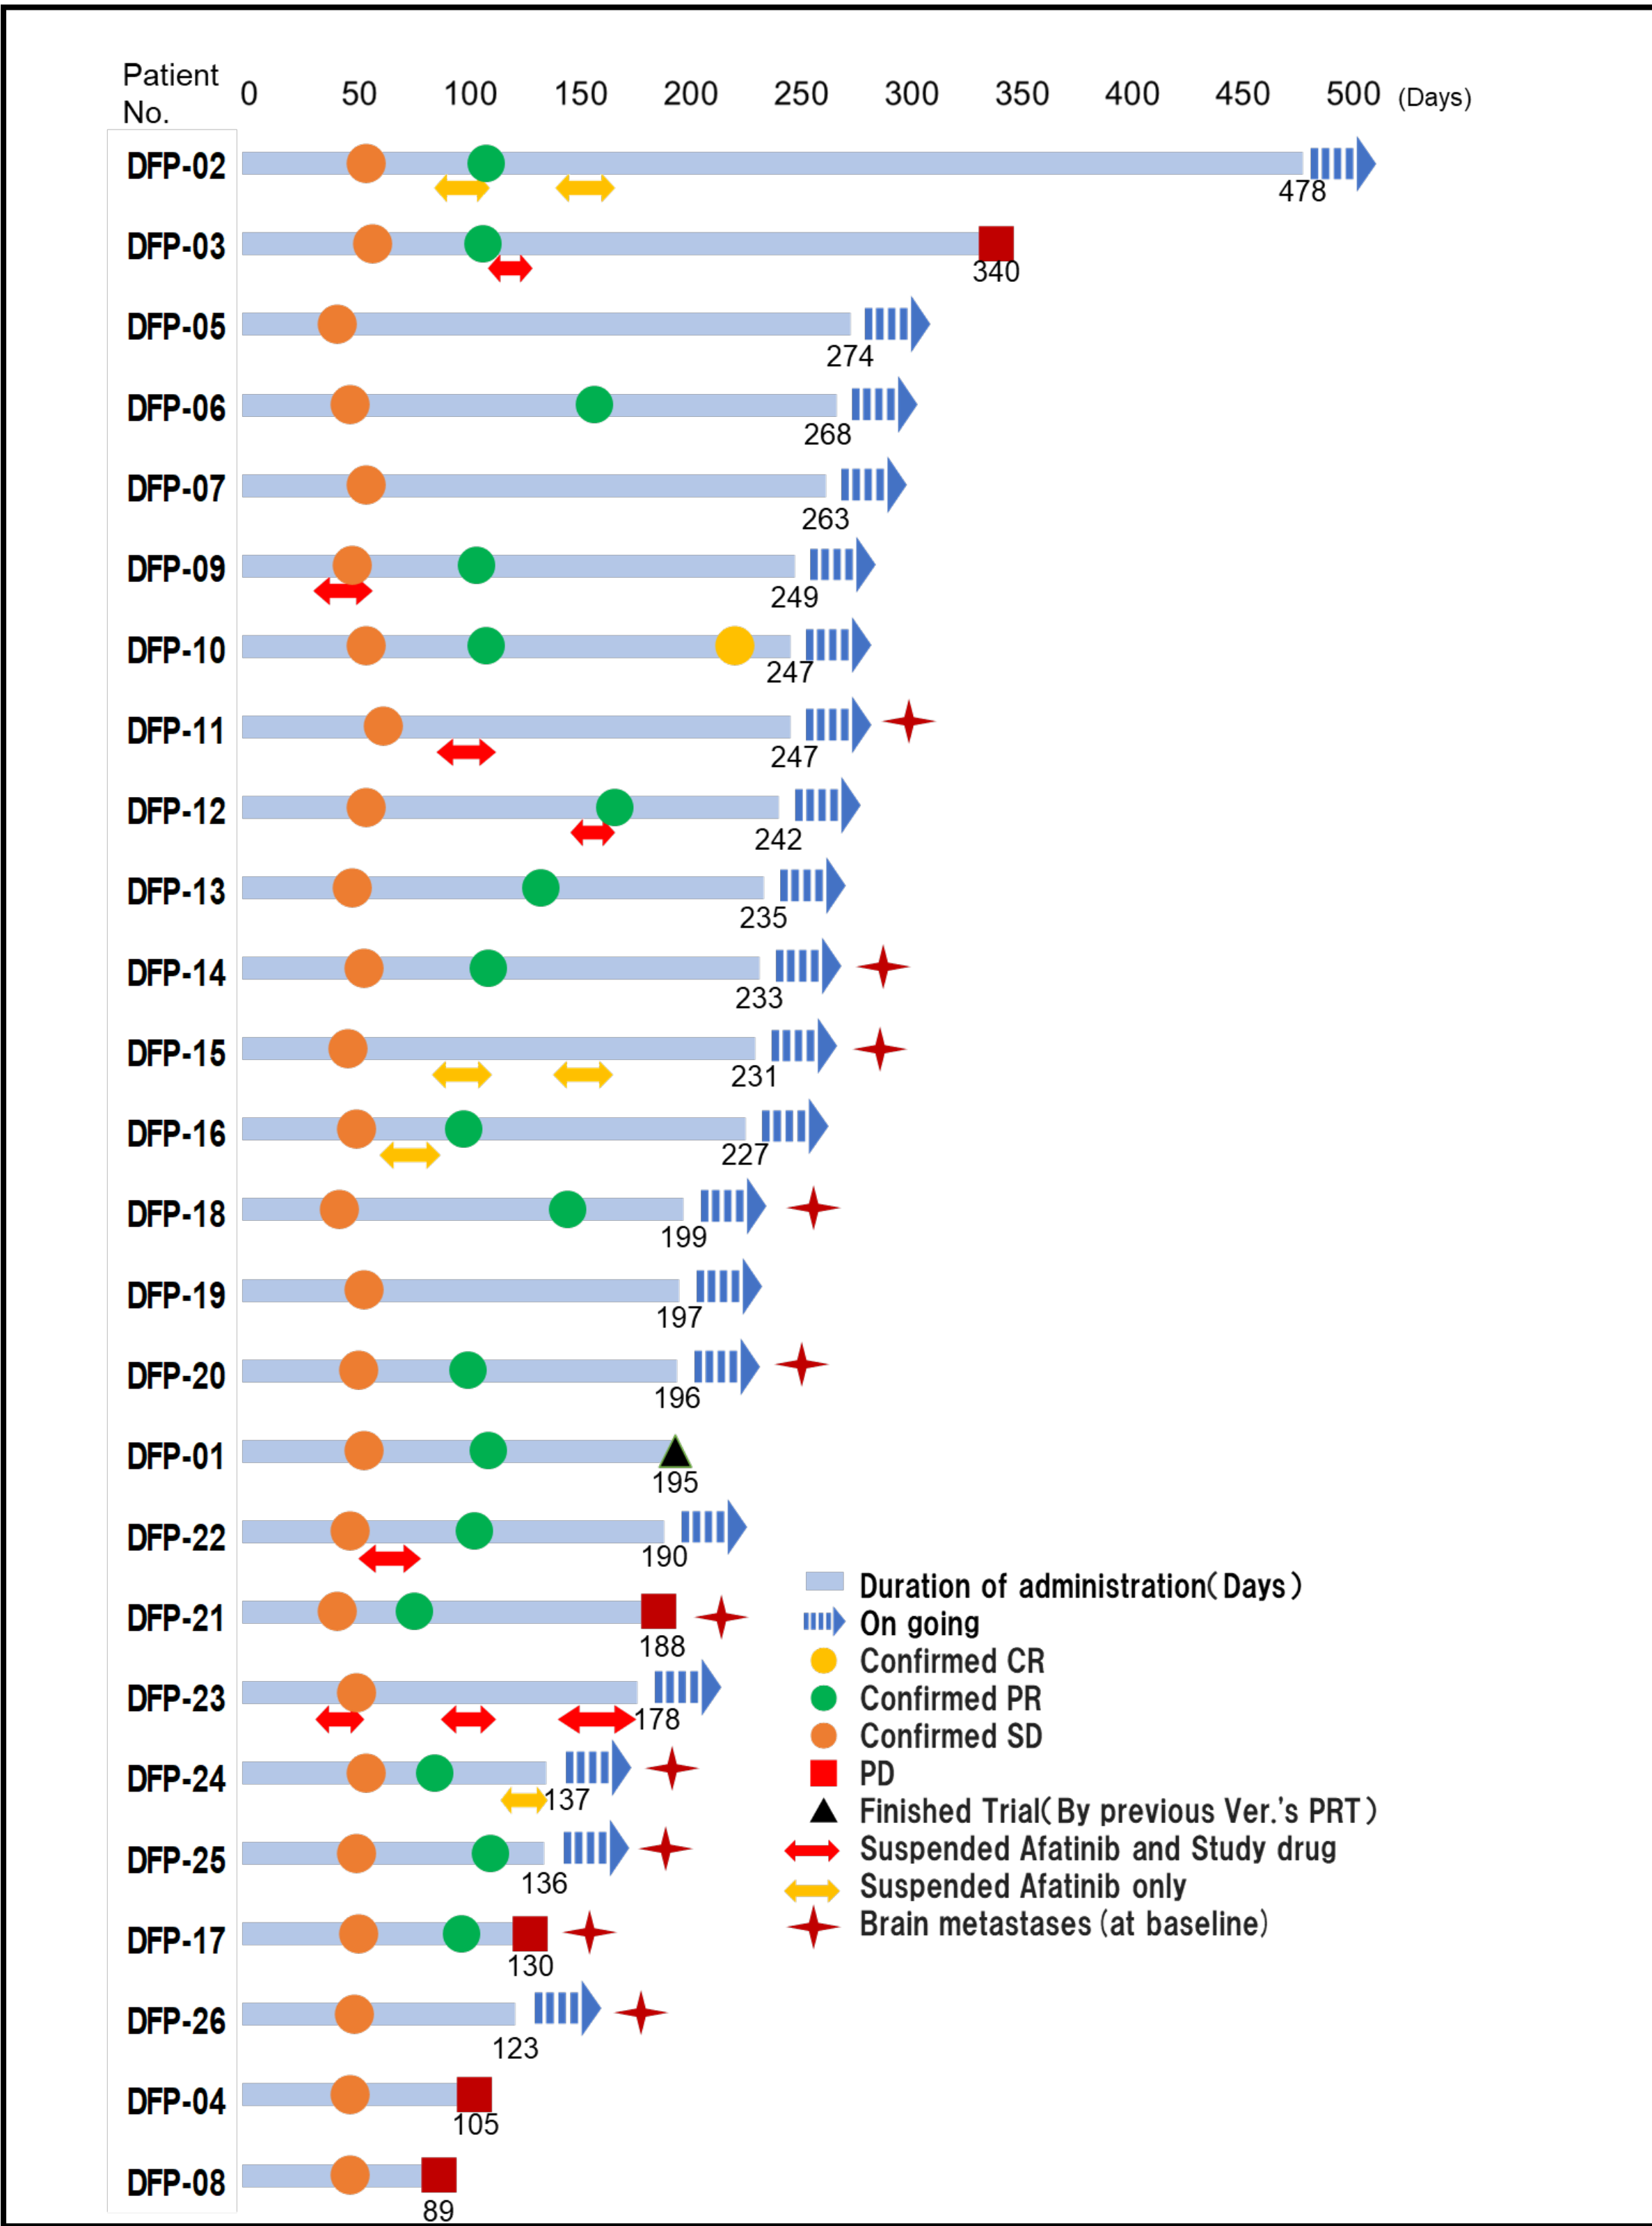 Patient No. 0 50 100 150 200 250 300 350 400 450 500 (Days)
DFP-02 478
DFP-03 340
DFP-05 274
DFP-06 268
DFP-07 263
DFP-09 249
DFP-10 247
DFP-11 247
DFP-12 242
DFP-13 235
DFP-14 233
DFP-15 231
DFP-16 227
DFP-18 199
DFP-19 197
DFP-20 196
DFP-01 195
DFP-22 190
DFP-21 188
DFP-23 178
DFP-24 137
DFP-25 136
DFP-17 130
DFP-26 123
DFP-04 105
DFP-08 89
Duration of administration(Days)
On going
Confirmed CR
Confirmed PR
Confirmed SD
PD
Finished Trial(By previous Ver.'s PRT)
Suspended Afatinib and Study drug
Suspended Afatinib only
Brain metastases (at baseline)